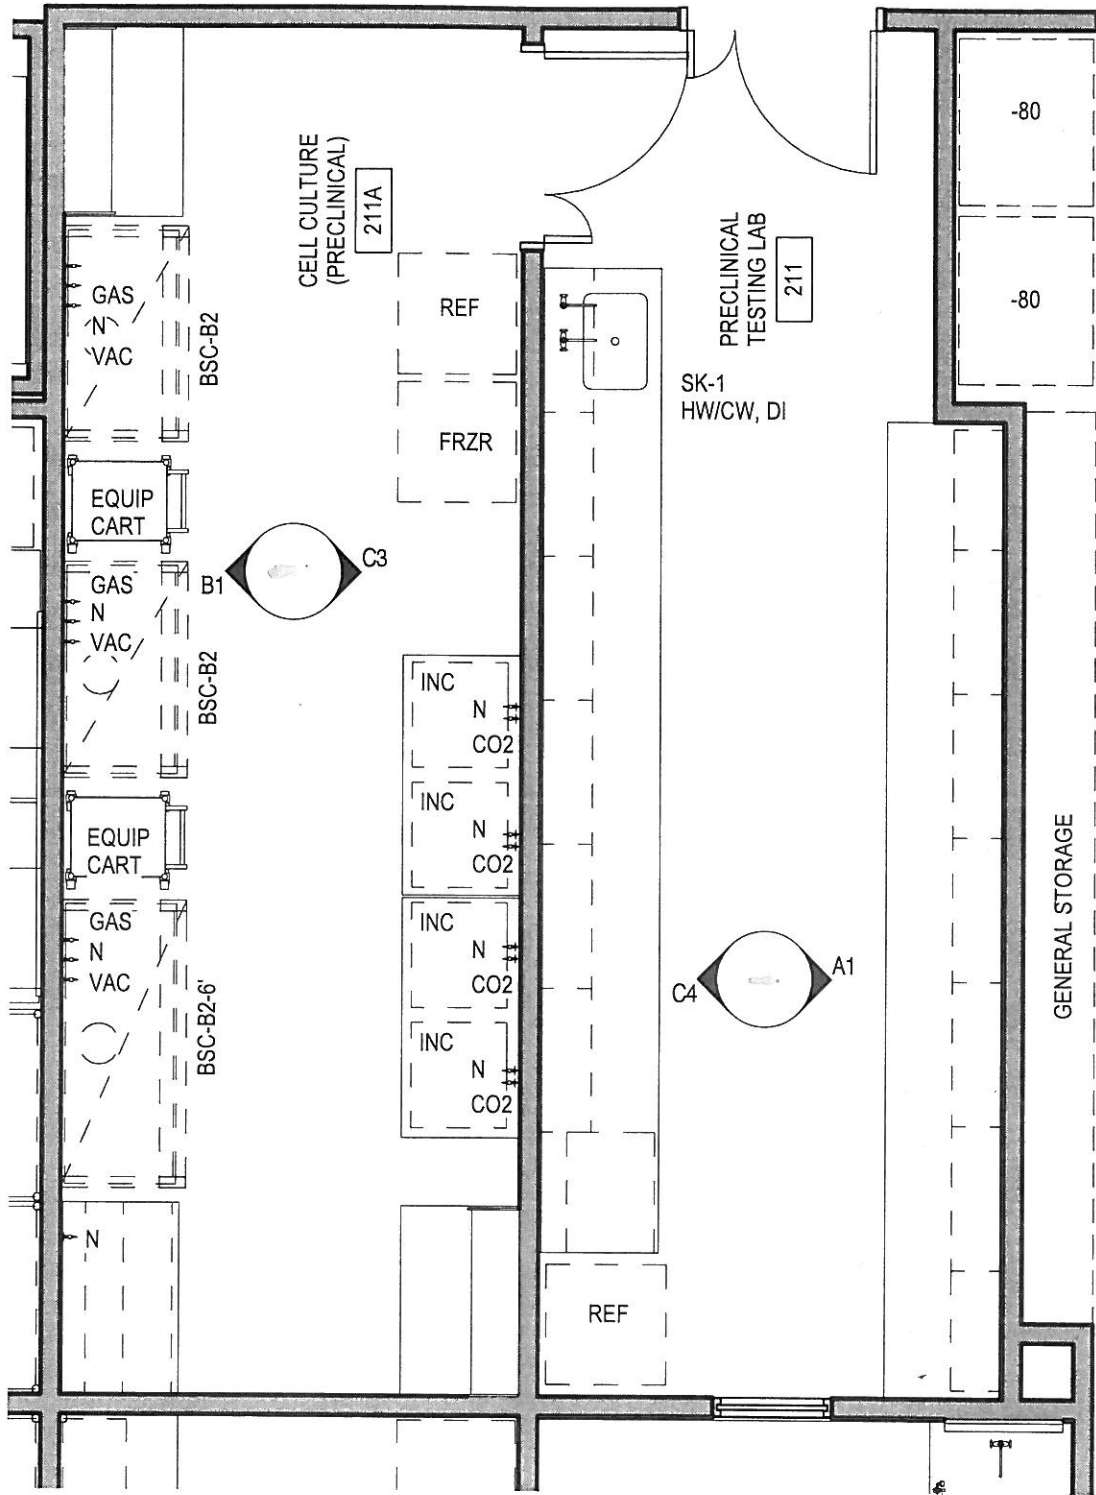 CELL CULTURE
(PRECLINICAL)
211A
PRECLINICAL
TESTING LAB
211
-80
-80
GAS
N
VAC
BSC-B2
REF
FRZR
SK-1
HW/CW, DI
EQUIP
CART
B1
C3
GAS
N
VAC
BSC-B2
INC
N
CO2
INC
N
CO2
EQUIP
CART
GAS
N
VAC
BSC-B2-6'
INC
N
CO2
INC
N
CO2
C4
A1
GENERAL STORAGE
N
REF